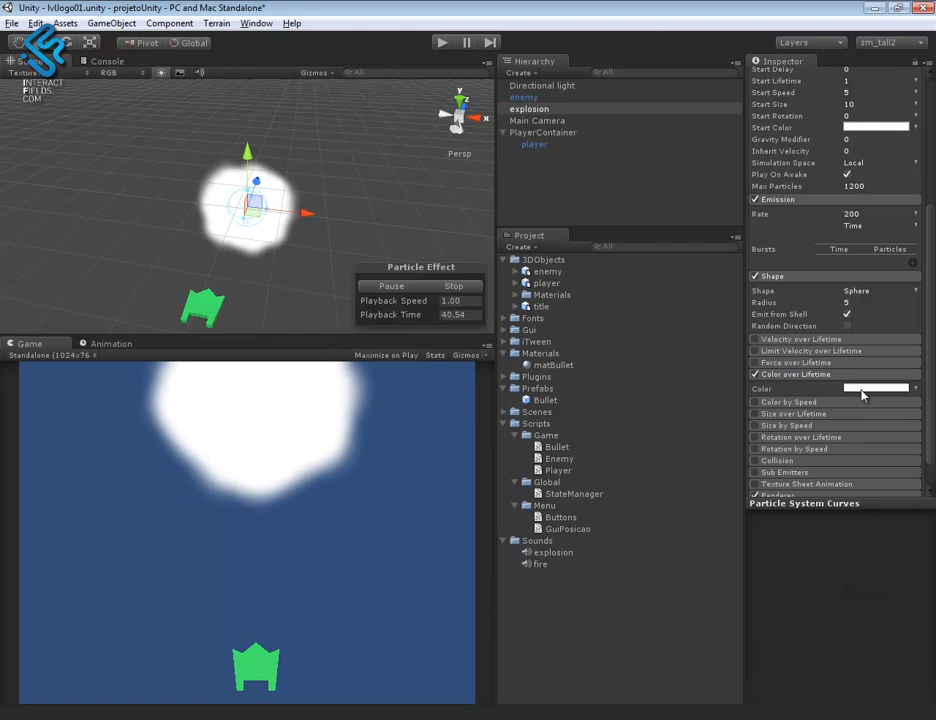 Unity - lvlogo01.unity - projetoUnity - PC and Mac Standalone*
File Edit Assets GameObject Component Terrain Window Help
Pivot Global Layers zm_tall2
Console
RGB Gizmos All
INTERACT
FIELDS.
COM
y
z
x
Persp
Particle Effect
Pause Stop
Playback Speed 1.00
Playback Time 40.54
Game Animation
Standalone (1024x76 Maximize on Play Stats Gizmos
Hierarchy
Create All
Directional light
enemy
explosion
Main Camera
PlayerContainer
player
Project
Create All
3DObjects
enemy
player
Materials
title
Fonts
Gui
iTween
Materials
matBullet
Plugins
Prefabs
Bullet
Scenes
Scripts
Game
Bullet
Enemy
Player
Global
StateManager
Menu
Buttons
GuiPosicao
Sounds
explosion
fire
Inspector
Start Delay 0
Start Lifetime 1
Start Speed 5
Start Size 10
Start Rotation 0
Start Color
Gravity Modifier 0
Inherit Velocity 0
Simulation Space Local
Play On Awake
Max Particles 1200
Emission
Rate 200
Time
Bursts Time Particles
Shape
Shape Sphere
Radius 5
Emit from Shell
Random Direction
Velocity over Lifetime
Limit Velocity over Lifetime
Force over Lifetime
Color over Lifetime
Color
Color by Speed
Size over Lifetime
Size by Speed
Rotation over Lifetime
Rotation by Speed
Collision
Sub Emitters
Texture Sheet Animation
Renderer
Particle System Curves